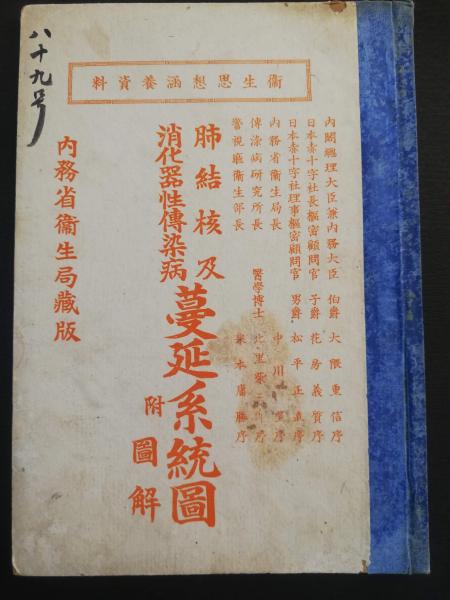 衞生思想涵養資料
内閣總理大臣兼内務大臣 伯爵 大隈重信序
日本赤十字社長樞密顧問官 子爵 花房義質序
日本赤十字社理事樞密顧問官 男爵 松平正直序
内務省衞生局長 中川 序
傳染病研究所長 醫學博士 北里柴三郎序
警視廳衞生部長 栗本庸勝序
肺結核及
消化器性傳染病
蔓延系統圖
附圖解
内務省衞生局藏版
八十九号